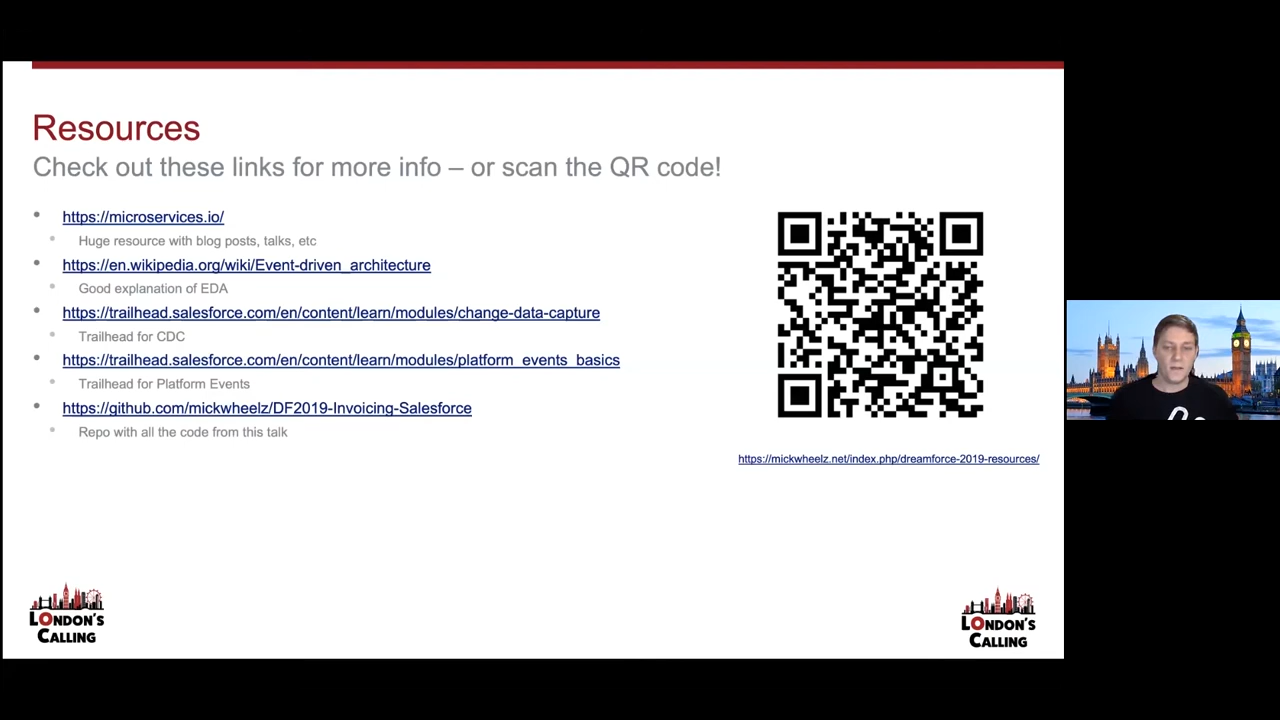 Resources
Check out these links for more info – or scan the QR code!
https://microservices.io/
Huge resource with blog posts, talks, etc
https://en.wikipedia.org/wiki/Event-driven_architecture
Good explanation of EDA
https://trailhead.salesforce.com/en/content/learn/modules/change-data-capture
Trailhead for CDC
https://trailhead.salesforce.com/en/content/learn/modules/platform_events_basics
Trailhead for Platform Events
https://github.com/mickwheelz/DF2019-Invoicing-Salesforce
Repo with all the code from this talk
https://mickwheelz.net/index.php/dreamforce-2019-resources/
LONDON'S
CALLING
LONDON'S
CALLING